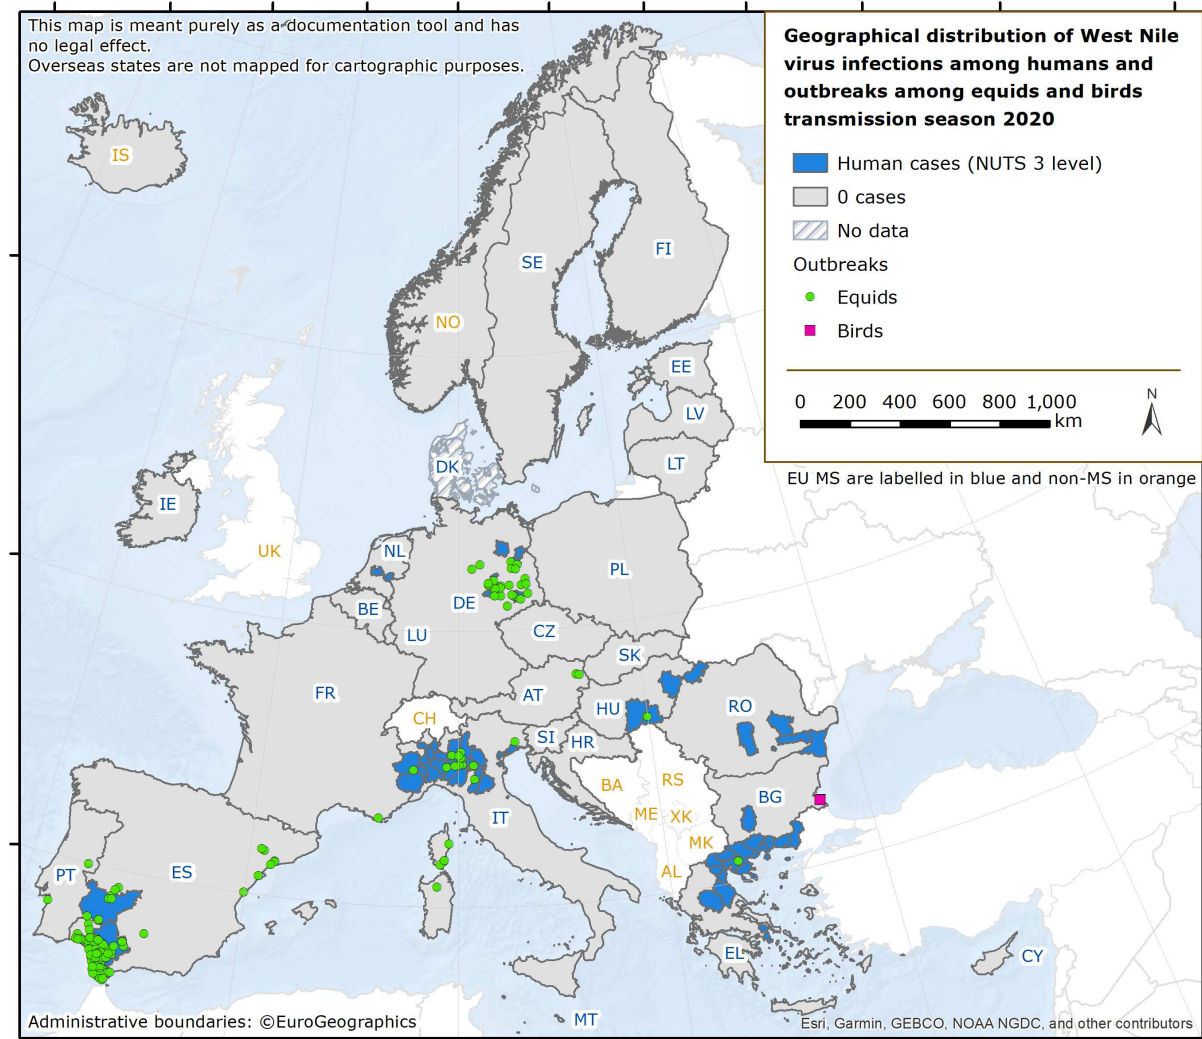 This map is meant purely as a documentation tool and has
no legal effect.
Overseas states are not mapped for cartographic purposes.
Geographical distribution of West Nile
virus infections among humans and
outbreaks among equids and birds
transmission season 2020
Human cases (NUTS 3 level)
0 cases
No data
Outbreaks
Equids
Birds
0 200 400 600 800 1,000
km
N
EU MS are labelled in blue and non-MS in orange
IS
FI
SE
NO
EE
LV
LT
DK
IE
UK
NL
PL
DE
BE
LU
CZ
SK
FR
AT
HU
RO
CH
SI
HR
BA
RS
BG
ME
XK
IT
MK
AL
PT
ES
EL
CY
MT
Administrative boundaries: ©EuroGeographics
Esri, Garmin, GEBCO, NOAA NGDC, and other contributors